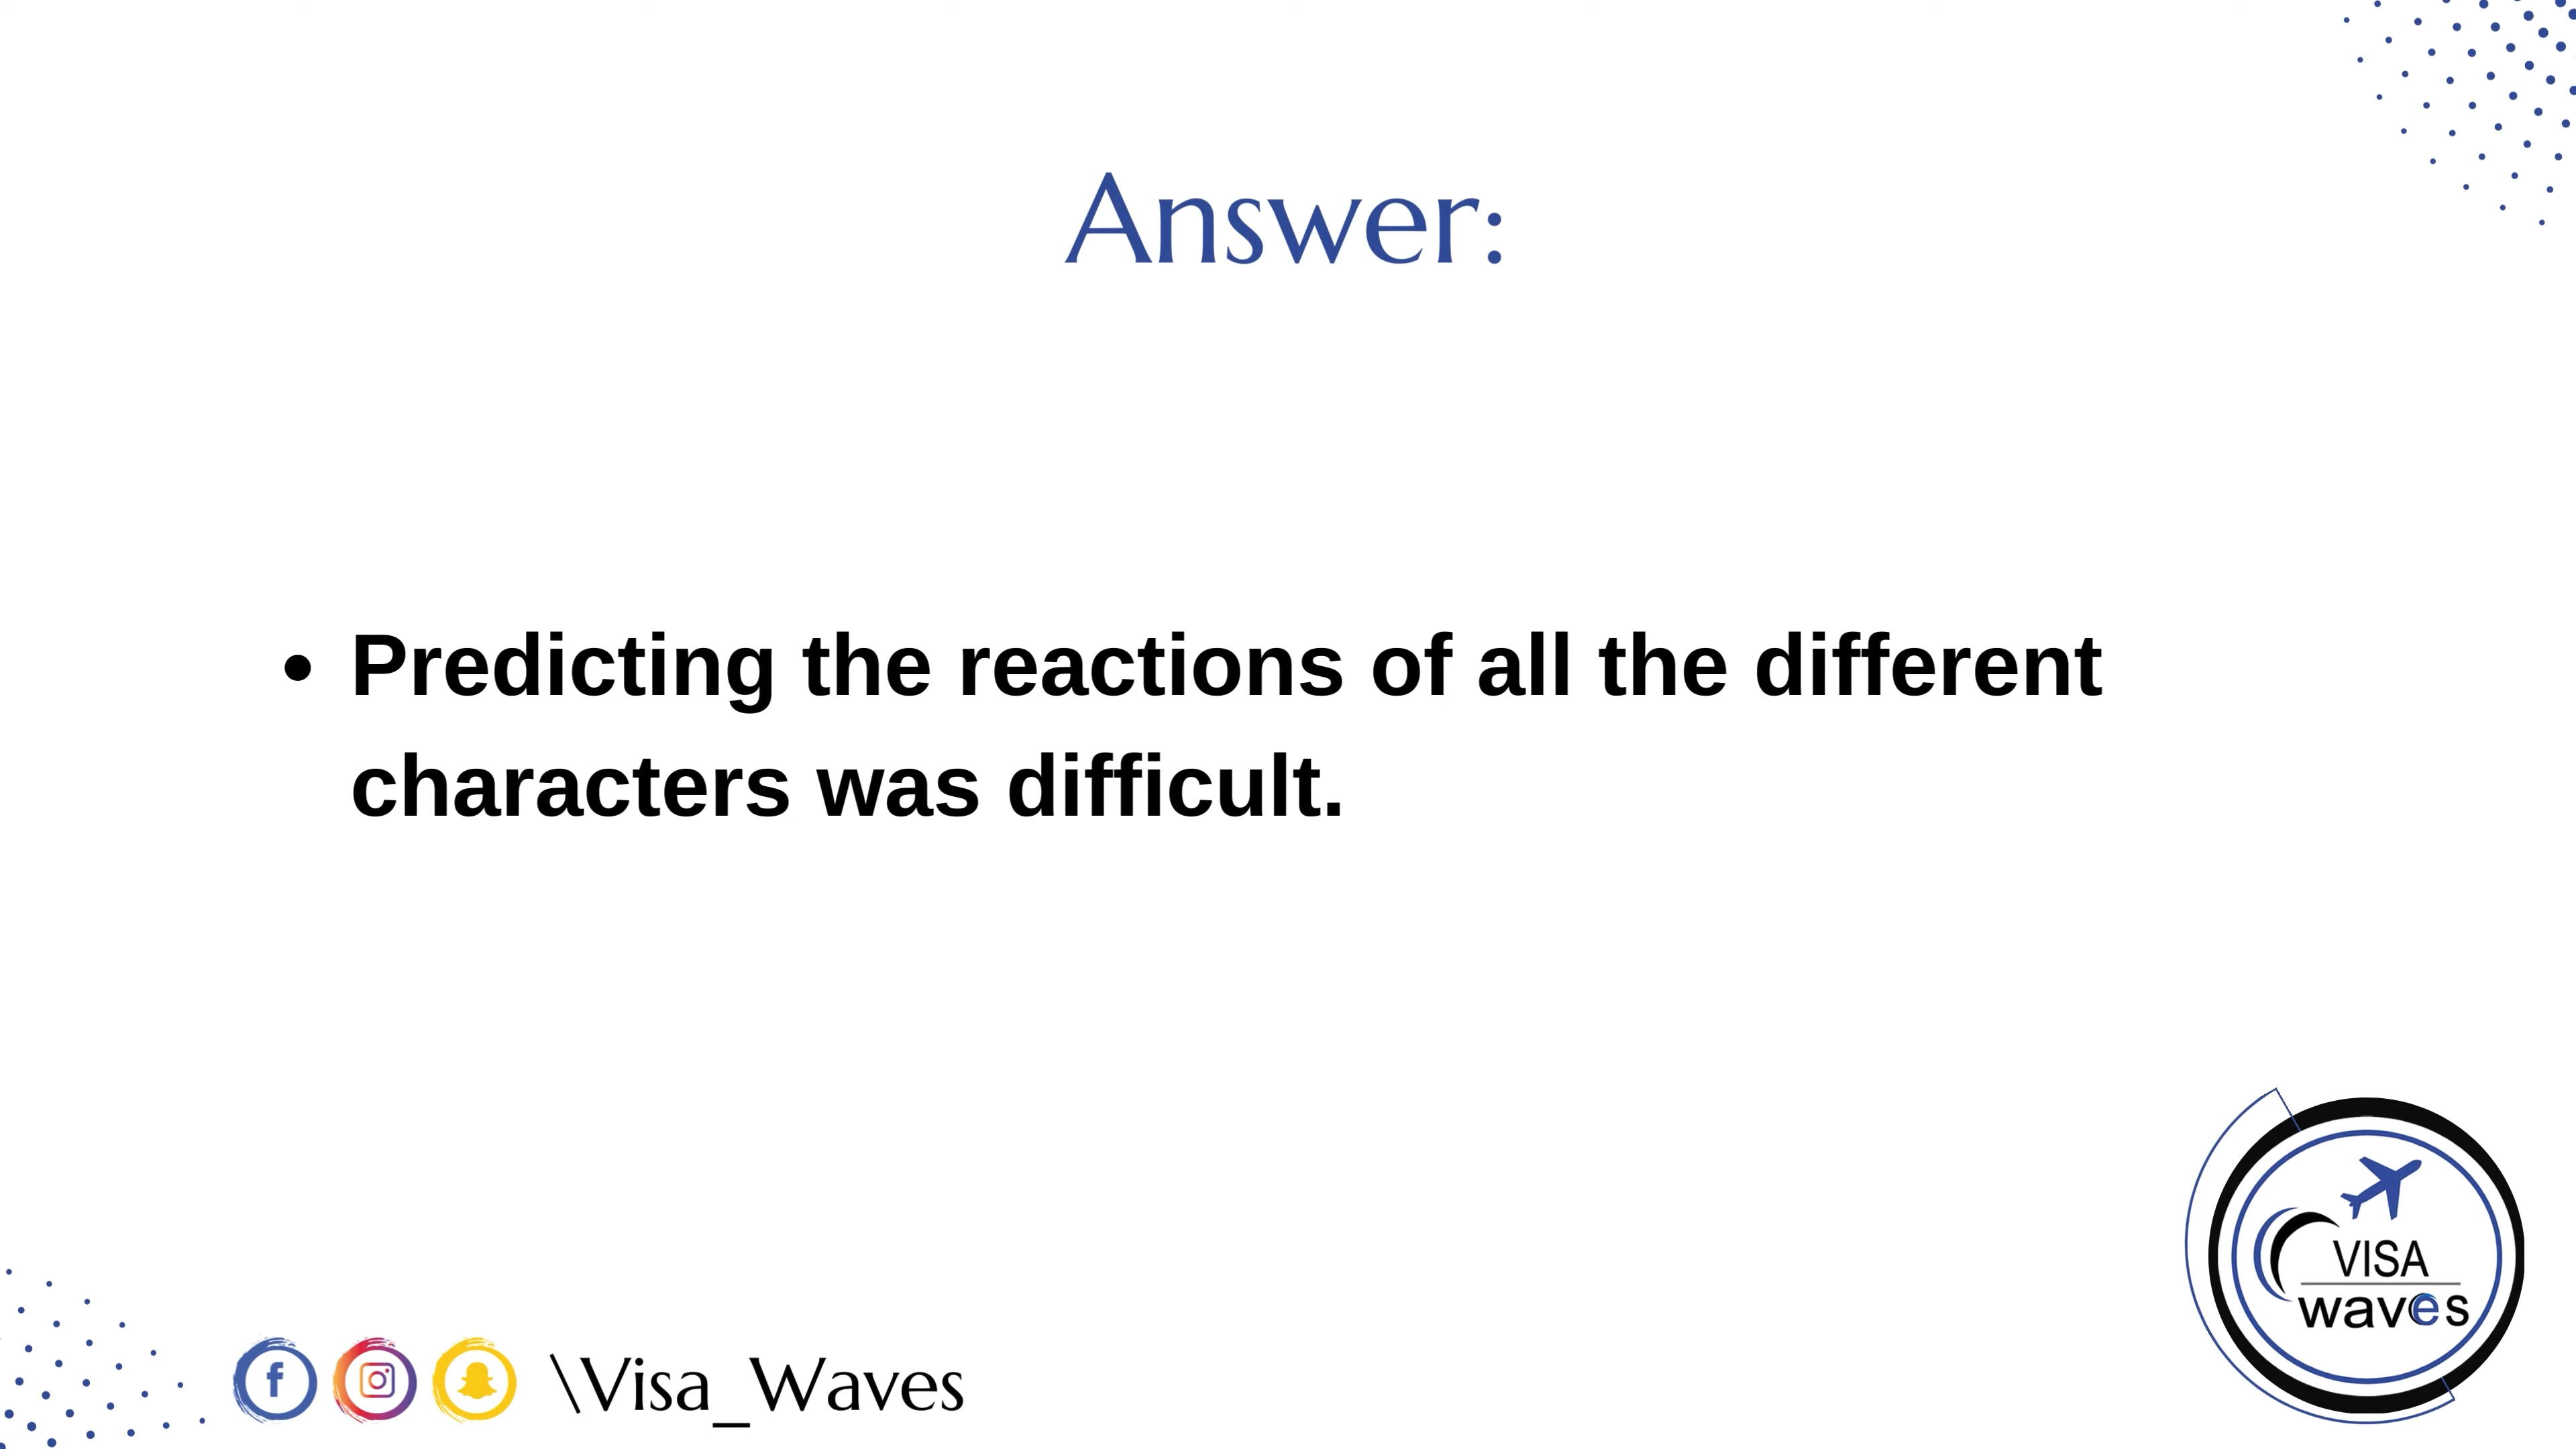 Answer:
• Predicting the reactions of all the different
characters was difficult.
VISA
waves
\Visa_Waves